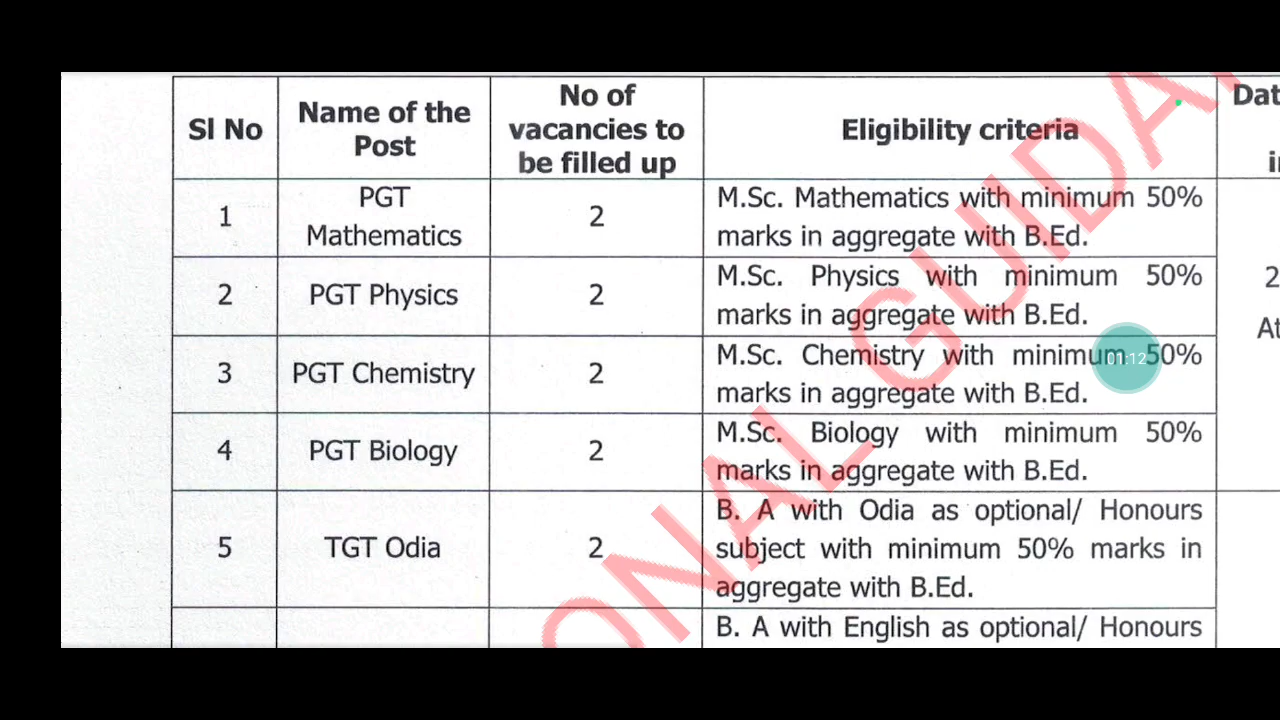 Sl No
Name of the
Post
No of
vacancies to
be filled up
Eligibility criteria
1
PGT
Mathematics
2
M.Sc. Mathematics with minimum 50%
marks in aggregate with B.Ed.
2
PGT Physics
2
M.Sc. Physics with minimum 50%
marks in aggregate with B.Ed.
3
PGT Chemistry
2
M.Sc. Chemistry with minimum 50%
marks in aggregate with B.Ed.
4
PGT Biology
2
M.Sc. Biology with minimum 50%
marks in aggregate with B.Ed.
5
TGT Odia
2
B. A with Odia as optional/ Honours
subject with minimum 50% marks in
aggregate with B.Ed.
B. A with English as optional/ Honours
01:12